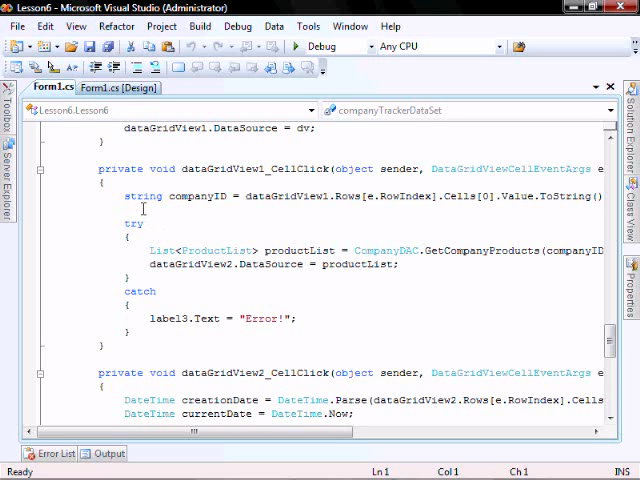 Lesson6 - Microsoft Visual Studio (Administrator)
File Edit View Refactor Project Build Debug Data Tools Test Window Help
Debug Any CPU
Form1.cs Form1.cs [Design]
Lesson6.Lesson6 companyTrackerDataSet
dataGridView1.DataSource = dv;
}
private void dataGridView1_CellClick(object sender, DataGridViewCellEventArgs e
{
string companyID = dataGridView1.Rows[e.RowIndex].Cells[0].Value.ToString()
try
{
List<ProductList> productList = CompanyDAC.GetCompanyProducts(companyID
dataGridView2.DataSource = productList;
}
catch
{
label3.Text = "Error!";
}
}
private void dataGridView2_CellClick(object sender, DataGridViewCellEventArgs e
{
DateTime creationDate = DateTime.Parse(dataGridView2.Rows[e.RowIndex].Cells
DateTime currentDate = DateTime.Now;
Toolbox
Server Explorer
Solution Explorer
Class View
Properties
Error List Output
Ready Ln 1 Col 1 Ch 1 INS